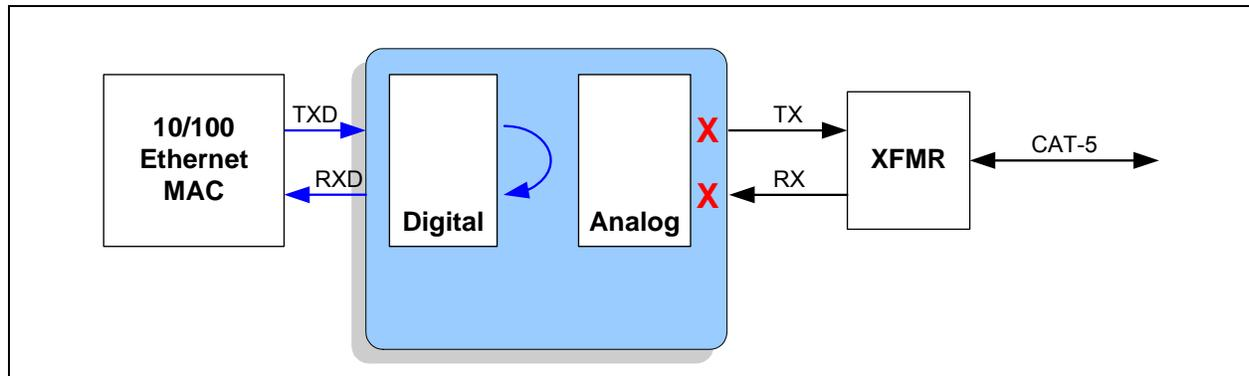 10/100
Ethernet
MAC
TXD
RXD
Digital
Analog
X
X
TX
RX
XFMR
CAT-5